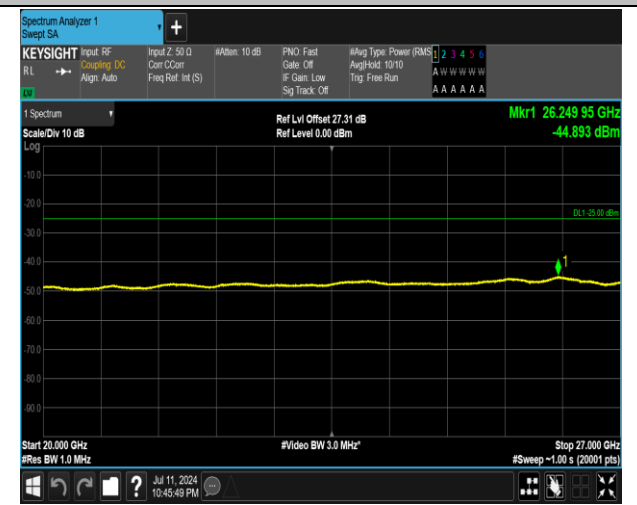 Spectrum Analyzer 1
Swept SA
+
KEYSIGHT Input: RF Input Z: 50 Ω #Atten: 10 dB PNO: Fast #Avg Type: Power (RMS 1 2 3 4 5 6
RL Coupling: DC Corr CCorr Gate: Off Avg|Hold: 10/10 A W W W W W
Align: Auto Freq Ref: Int (S) IF Gain: Low Trig: Free Run
LXI Sig Track: Off A A A A A A
1 Spectrum Ref Lvl Offset 27.31 dB Mkr1 26.249 95 GHz
Scale/Div 10 dB Ref Level 0.00 dBm -44.893 dBm
Log
-10.0
-20.0
DL1 -25.00 dBm
-30.0
-40.0
1
-50.0
-60.0
-70.0
-80.0
-90.0
Start 20.000 GHz #Video BW 3.0 MHz* Stop 27.000 GHz
#Res BW 1.0 MHz #Sweep ~1.00 s (20001 pts)
? Jul 11, 2024
10:45:49 PM